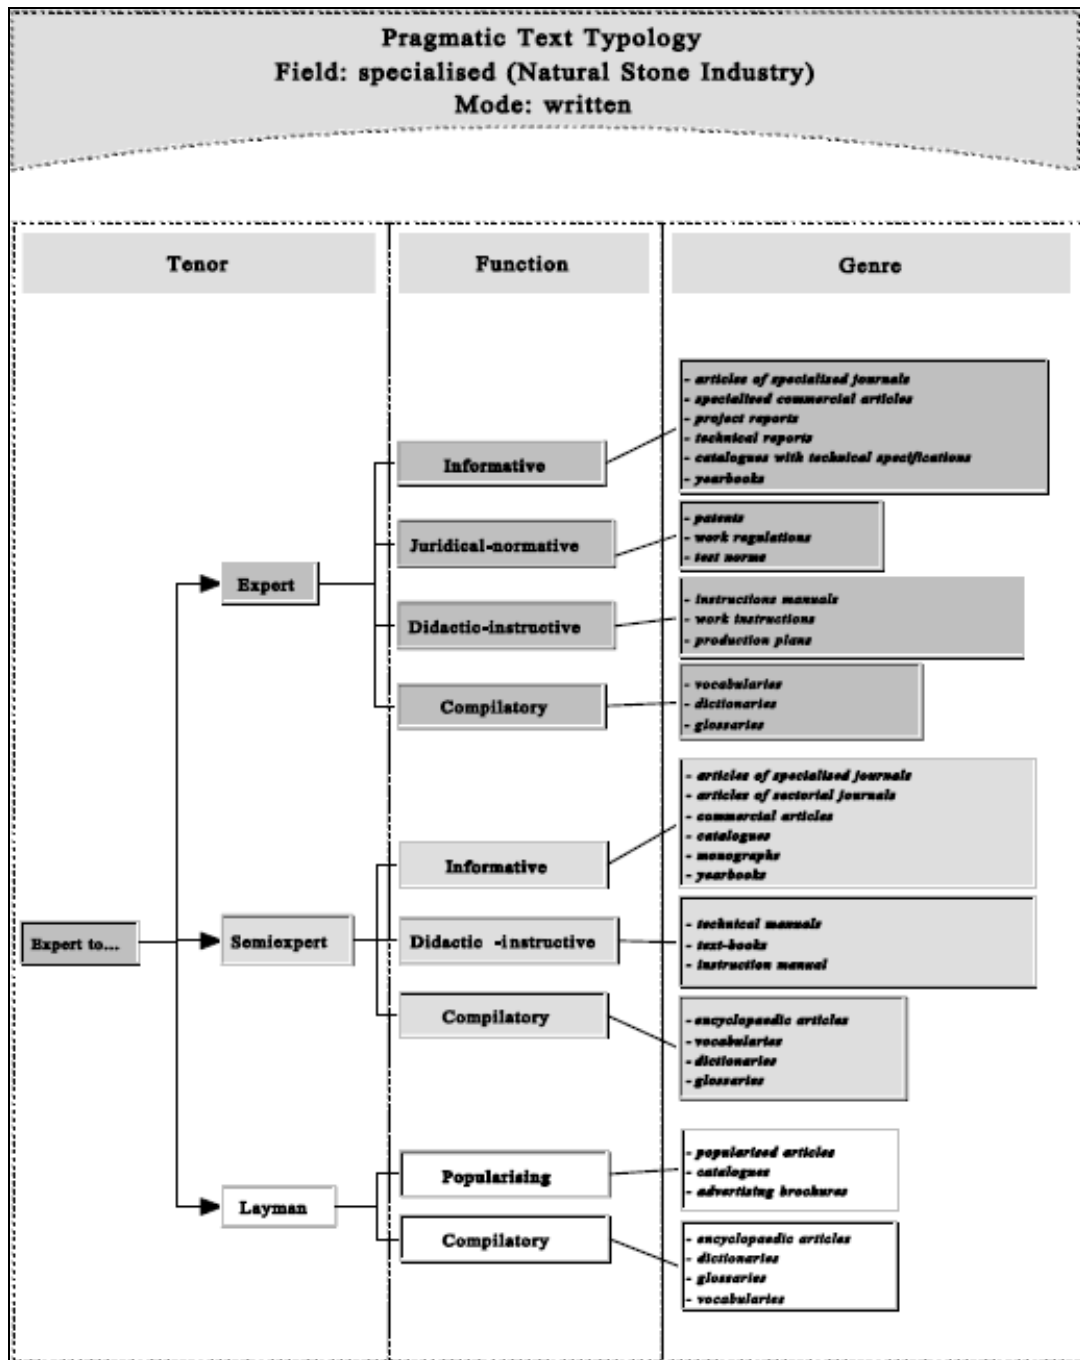 Pragmatic Text Typology
Field: specialised (Natural Stone Industry)
Mode: written
Tenor
Function
Genre
Expert to...
Expert
Informative
- articles of specialised journals
- specialised commercial articles
- project reports
- technical reports
- catalogues with technical specifications
- yearbooks
Juridical-normative
- patents
- work regulations
- test norms
Didactic-instructive
- instructions manuals
- work instructions
- production plans
Compilatory
- vocabularies
- dictionaries
- glossaries
Semiexpert
Informative
- articles of specialised journals
- articles of sectorial journals
- commercial articles
- catalogues
- monographs
- yearbooks
Didactic -instructive
- technical manuals
- text-books
- instruction manual
Compilatory
- encyclopaedic articles
- vocabularies
- dictionaries
- glossaries
Layman
Popularising
- popularised articles
- catalogues
- advertising brochures
Compilatory
- encyclopaedic articles
- dictionaries
- glossaries
- vocabularies